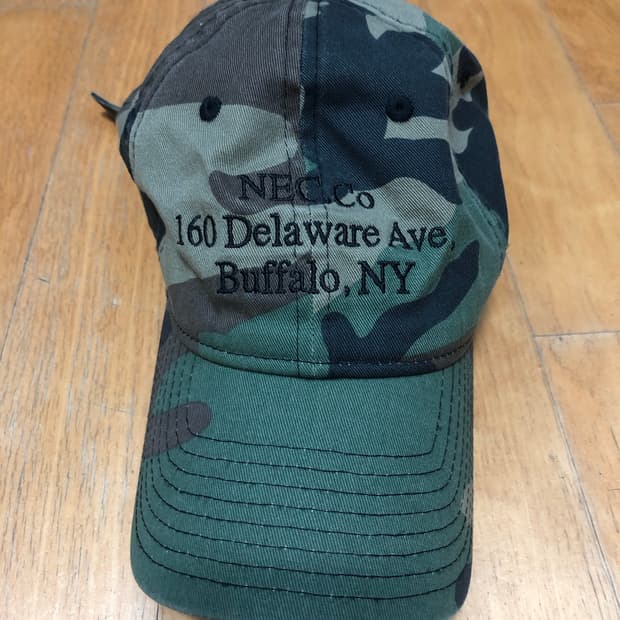 NEC.Co
160 Delaware Ave,
Buffalo, NY